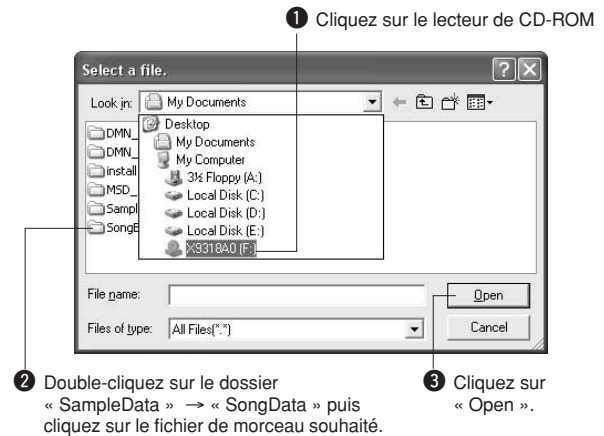 ❶ Cliquez sur le lecteur de CD-ROM
Select a file.
Look in: My Documents
Desktop
My Documents
My Computer
3½ Floppy (A:)
Local Disk (C:)
Local Disk (D:)
Local Disk (E:)
X9318A0 (F:)
DMN_
DMN_
install
MSD_
Sampl
File name:
Open
Files of type: All Files(*.*)
Cancel
❷ Double-cliquez sur le dossier
« SampleData » → « SongData » puis
cliquez sur le fichier de morceau souhaité.
❸ Cliquez sur
« Open ».